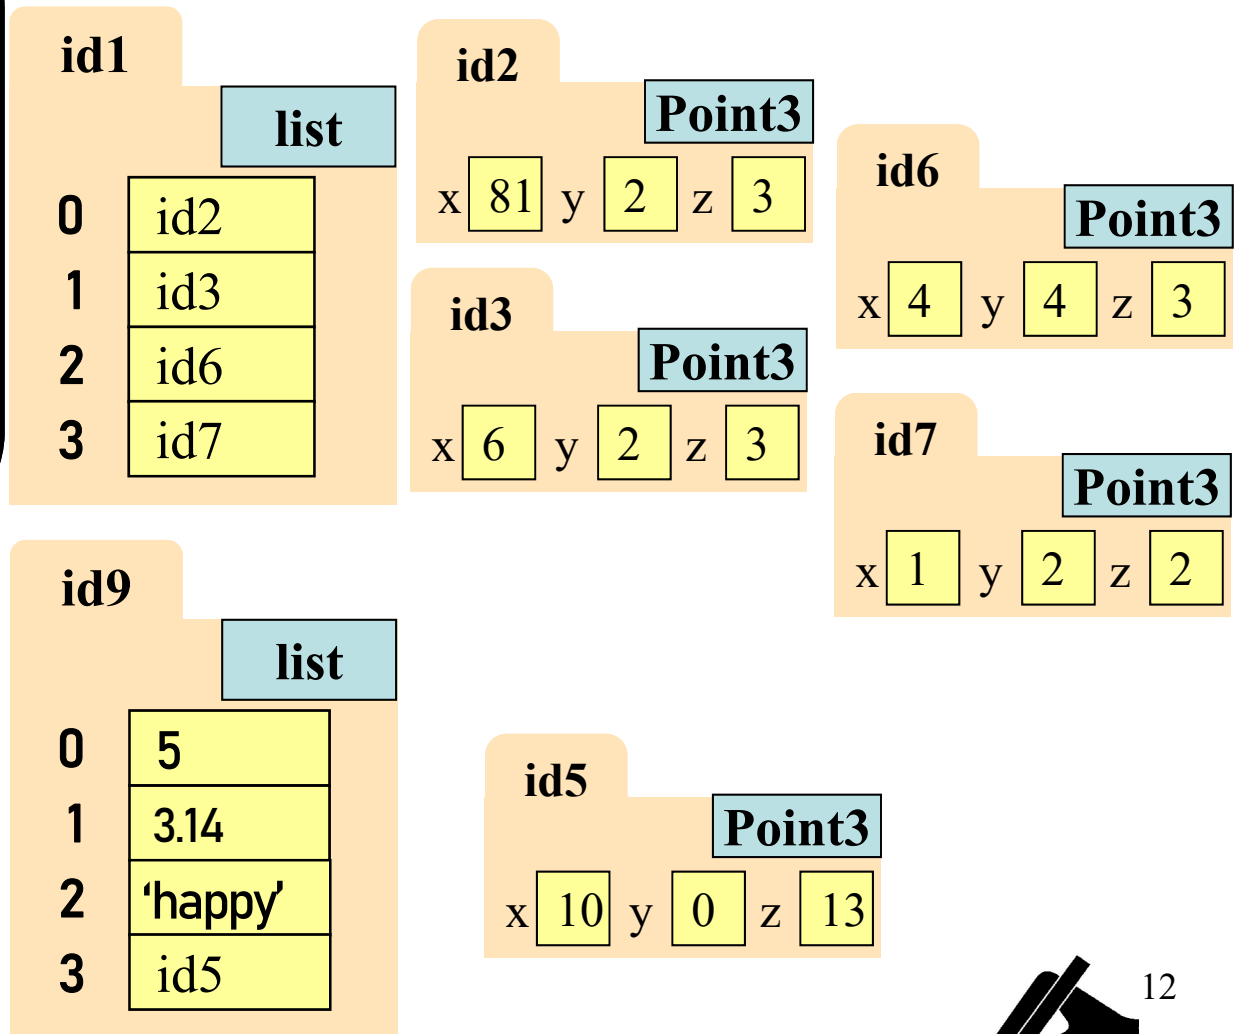 id1
list
0 id2
1 id3
2 id6
3 id7
id2
Point3
x 81 y 2 z 3
id3
Point3
x 6 y 2 z 3
id6
Point3
x 4 y 4 z 3
id7
Point3
x 1 y 2 z 2
id9
list
0 5
1 3.14
2 ‘happy’
3 id5
id5
Point3
x 10 y 0 z 13
12